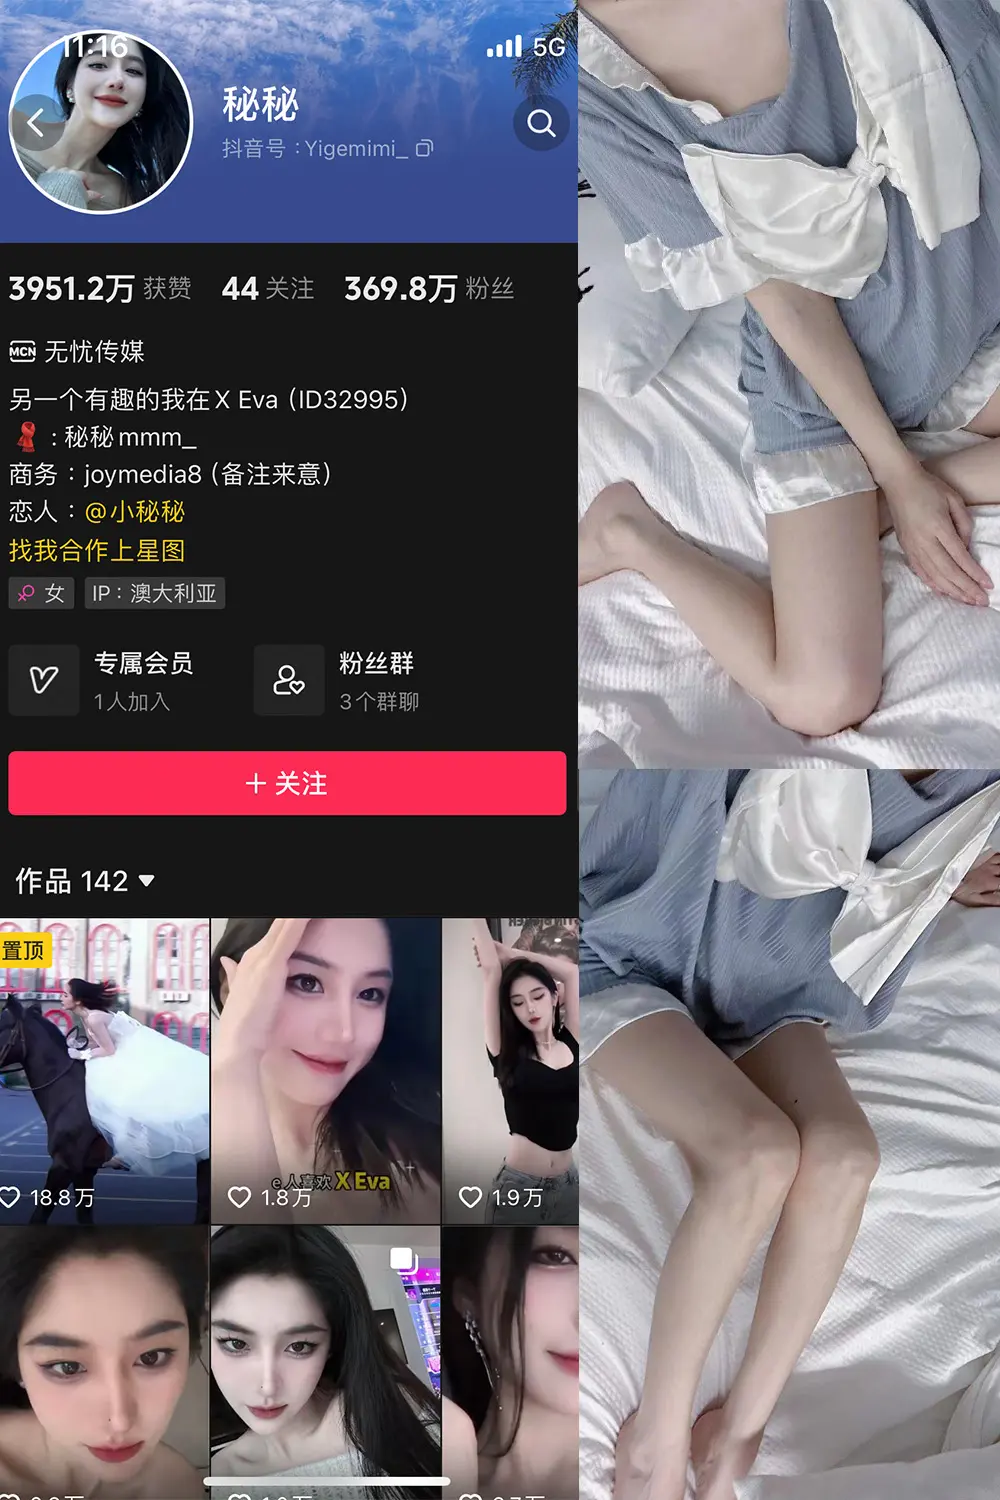 11:16
5G
秘秘
抖音号：Yigemimi_
3951.2万 获赞 44 关注 369.8万 粉丝
MCN 无忧传媒
另一个有趣的我在X Eva（ID32995）
：秘秘mmm_
商务：joymedia8（备注来意）
恋人：@小秘秘
找我合作上星图
女 IP：澳大利亚
专属会员 粉丝群
1人加入 3个群聊
+ 关注
作品 142
置顶
人喜欢 X Eva
18.8万 1.8万 1.9万